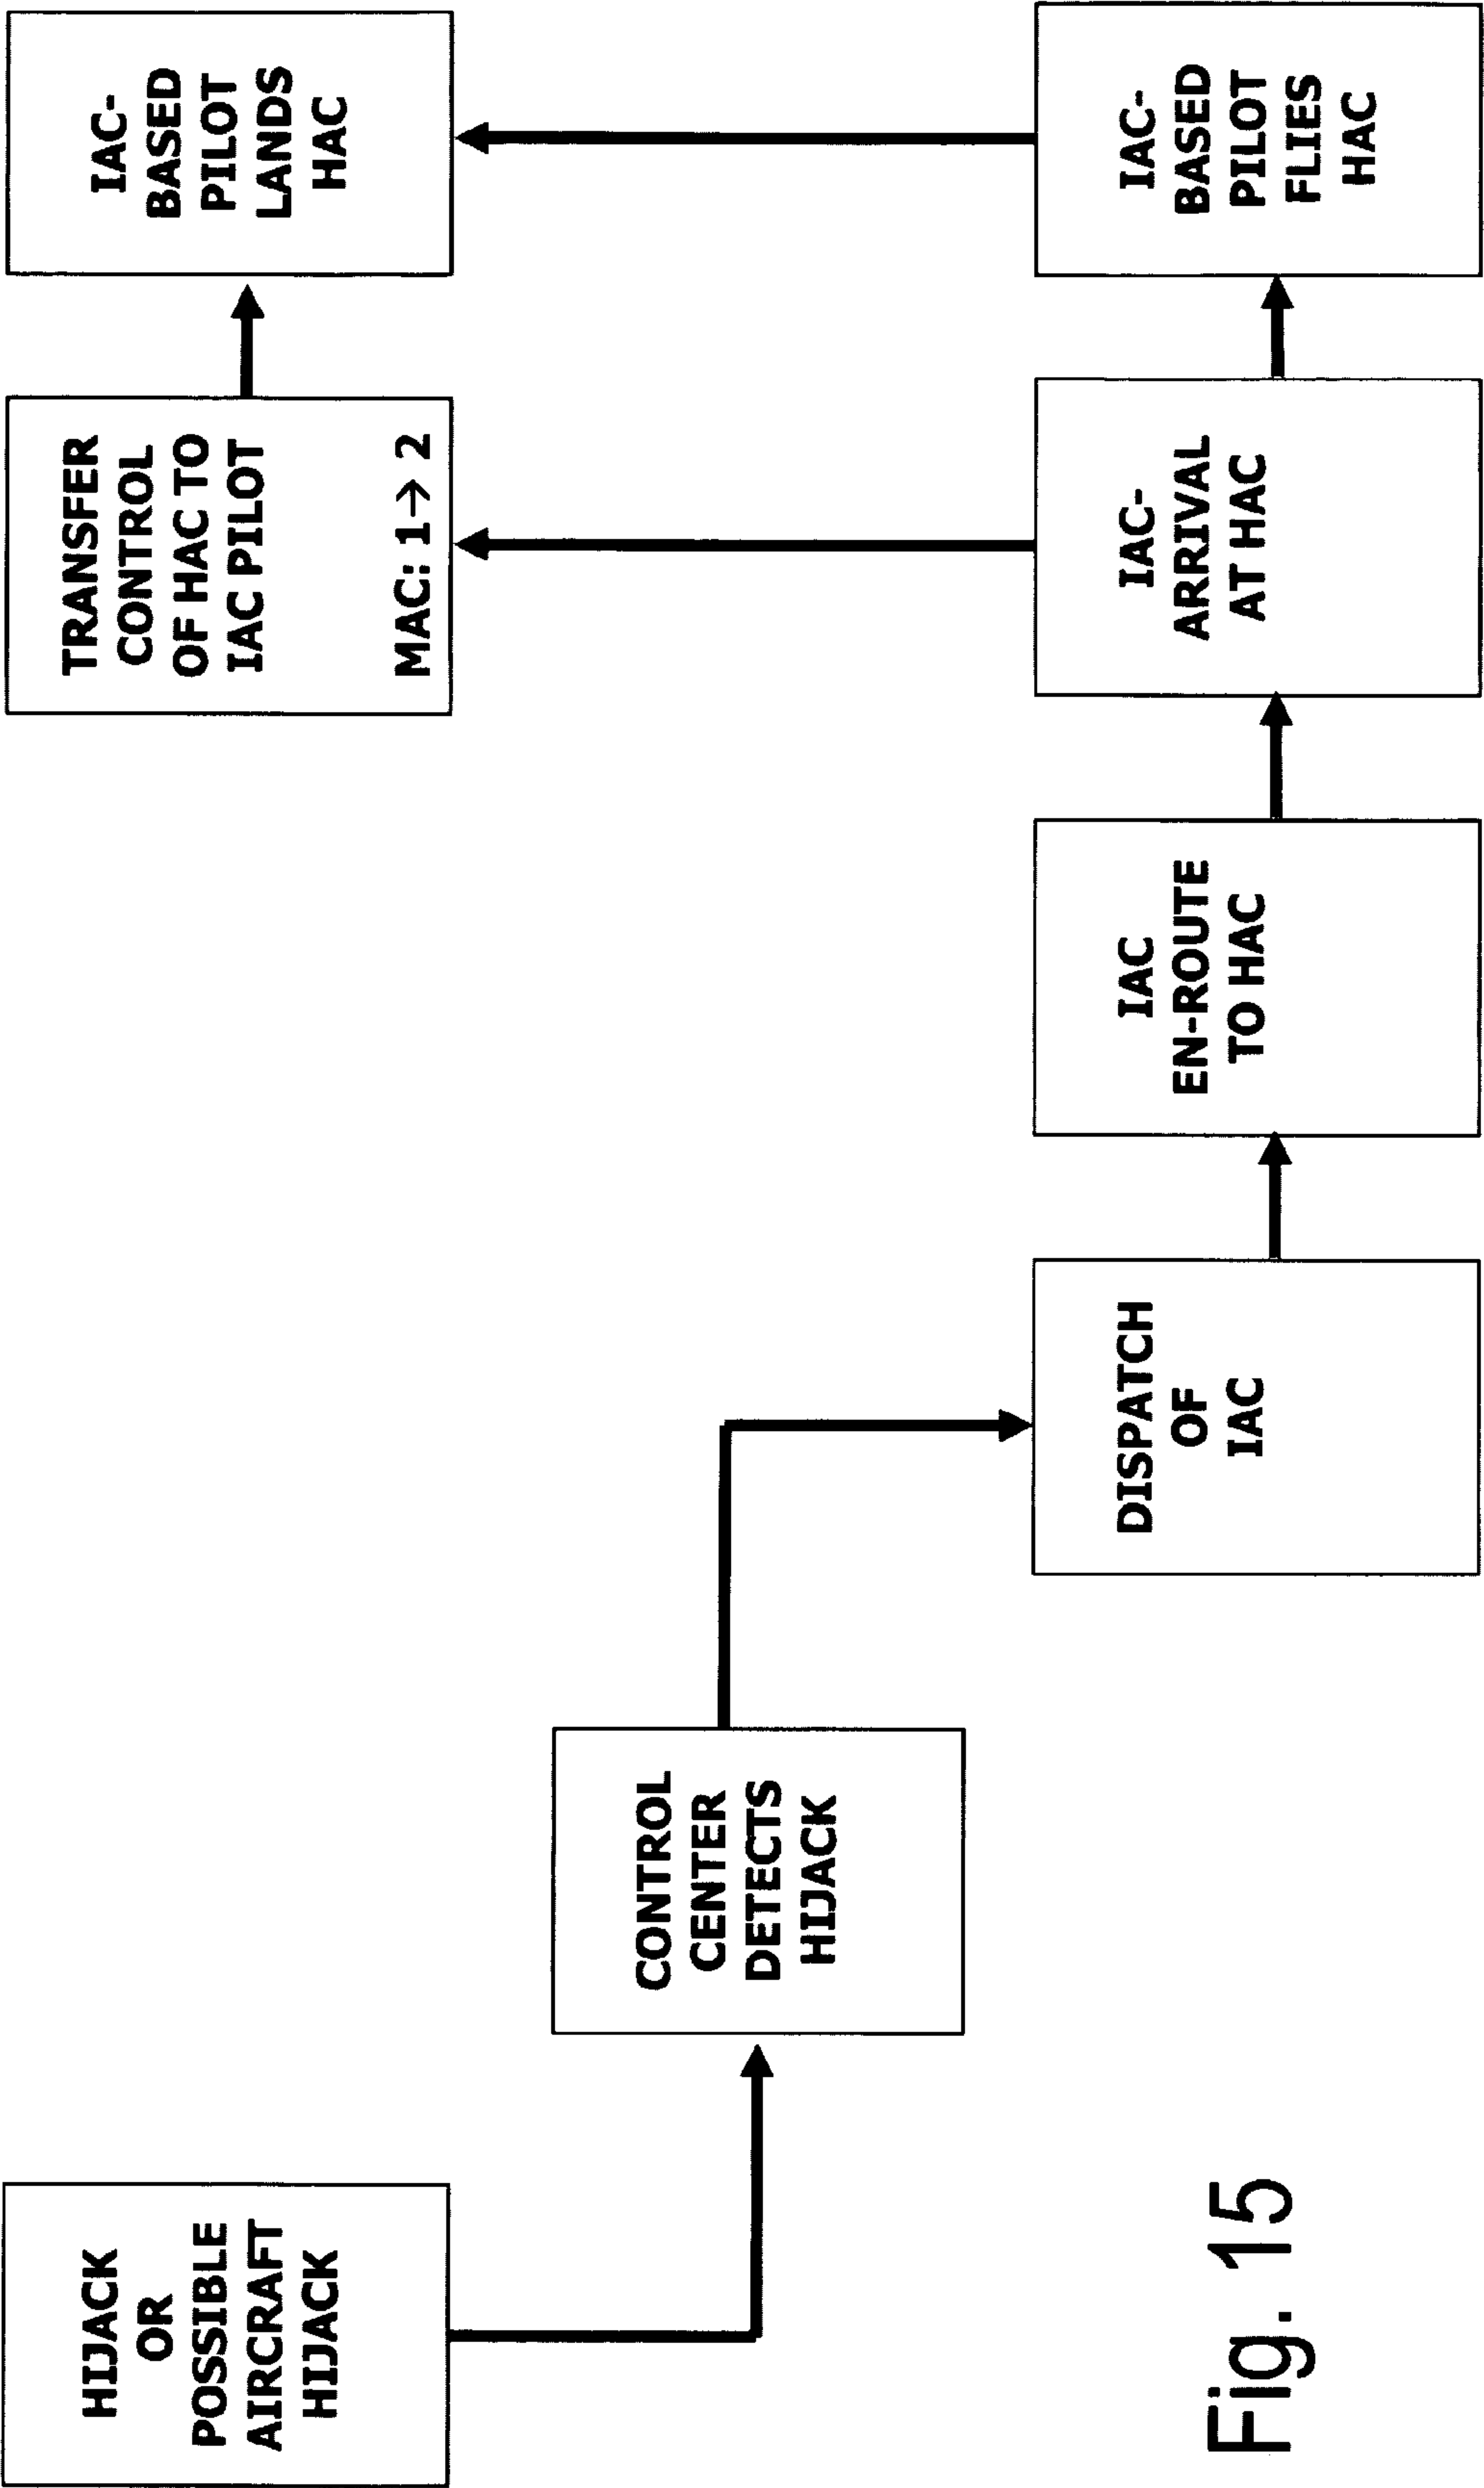 HIJACK
OR
POSSIBLE
AIRCRAFT
HIJACK
CONTROL
CENTER
DETECTS
HIJACK
DISPATCH
OF
IAC
IAC
EN-ROUTE
TO HAC
IAC-
ARRIVAL
AT HAC
TRANSFER
CONTROL
OF HAC TO
IAC PILOT
MAC: 1→ 2
IAC-
BASED
PILOT
FLIES
HAC
IAC-
BASED
PILOT
LANDS
HAC
Fig. 15